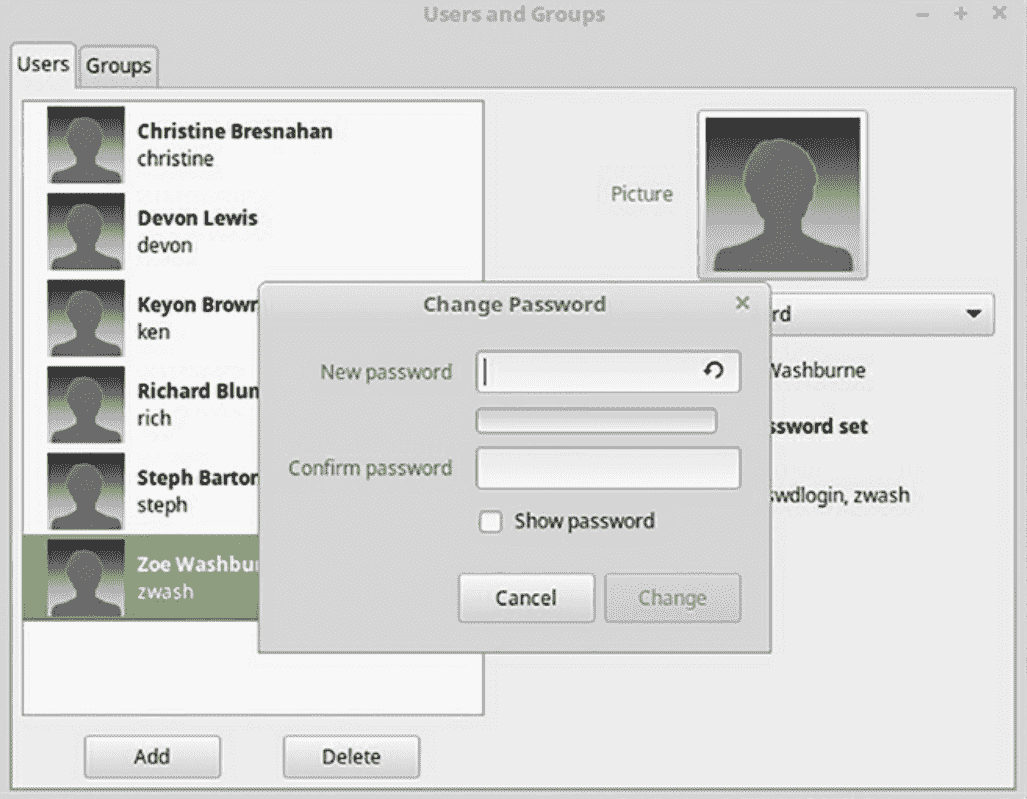 Users and Groups
Users
Groups
Christine Bresnahan
christine
Devon Lewis
devon
Keyon Brown
ken
Richard Blum
rich
Steph Barton
steph
Zoe Washbu
zwash
Add
Delete
Picture
rd
Washburne
ssword set
swdlogin, zwash
Change Password
New password
Confirm password
Show password
Cancel
Change